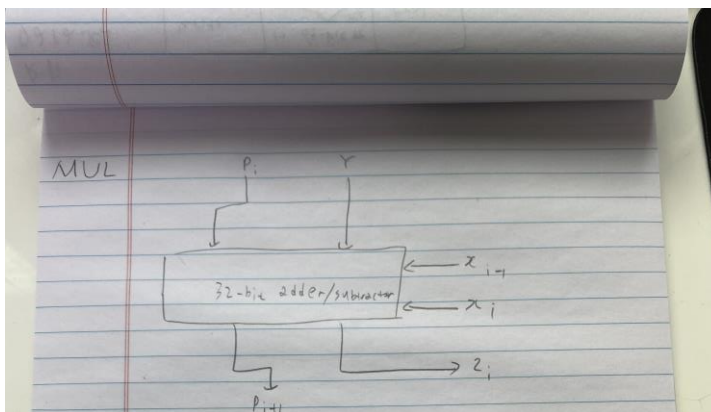 MUL
Pi Y
xi-1
32-bit adder/subtractor
xi
zi
Pi+1